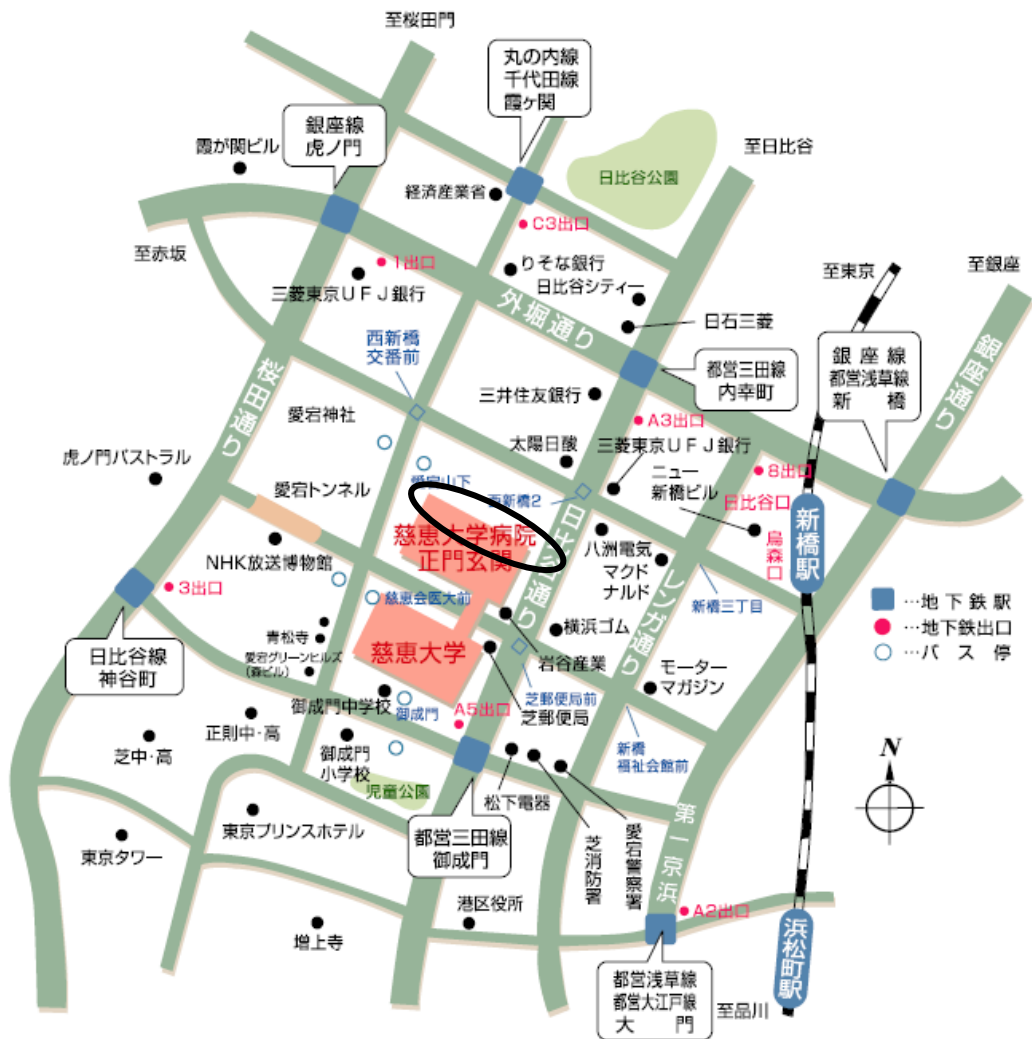 至桜田門
丸の内線
千代田線
霞ヶ関
銀座線
虎ノ門
霞が関ビル
日比谷公園
至日比谷
経済産業省
C3出口
至赤坂
1出口
三菱東京UFJ銀行
りそな銀行
日比谷シティー
至東京
至銀座
外堀通り
日石三菱
西新橋
交番前
桜田通り
都営三田線
内幸町
銀座線
都営浅草線
新橋
銀座通り
三井住友銀行
愛宕神社
A3出口
太陽日酸
三菱東京UFJ銀行
虎ノ門パストラル
愛宕トンネル
愛宕山下
西新橋2
ニュー
新橋ビル
8出口
日比谷口
烏森口
新橋駅
慈恵大学病院
正門玄関
日比谷通り
八洲電気
マクド
ナルド
レンガ通り
新橋三丁目
NHK放送博物館
3出口
慈恵会医大前
…地下鉄駅
…地下鉄出口
…バス停
青松寺
愛宕グリーンヒルズ
(森ビル)
慈恵大学
横浜ゴム
岩谷産業
日比谷線
神谷町
モーター
マガジン
御成門中学校
御成門
A5出口
芝郵便局前
芝郵便局
正則中・高
芝中・高
御成門
小学校
新橋
福祉会館前
N
児童公園
松下電器
第一京浜
東京プリンスホテル
都営三田線
御成門
芝消防署
愛宕警察署
東京タワー
港区役所
A2出口
増上寺
浜松町駅
都営浅草線
都営大江戸線
大門
至品川